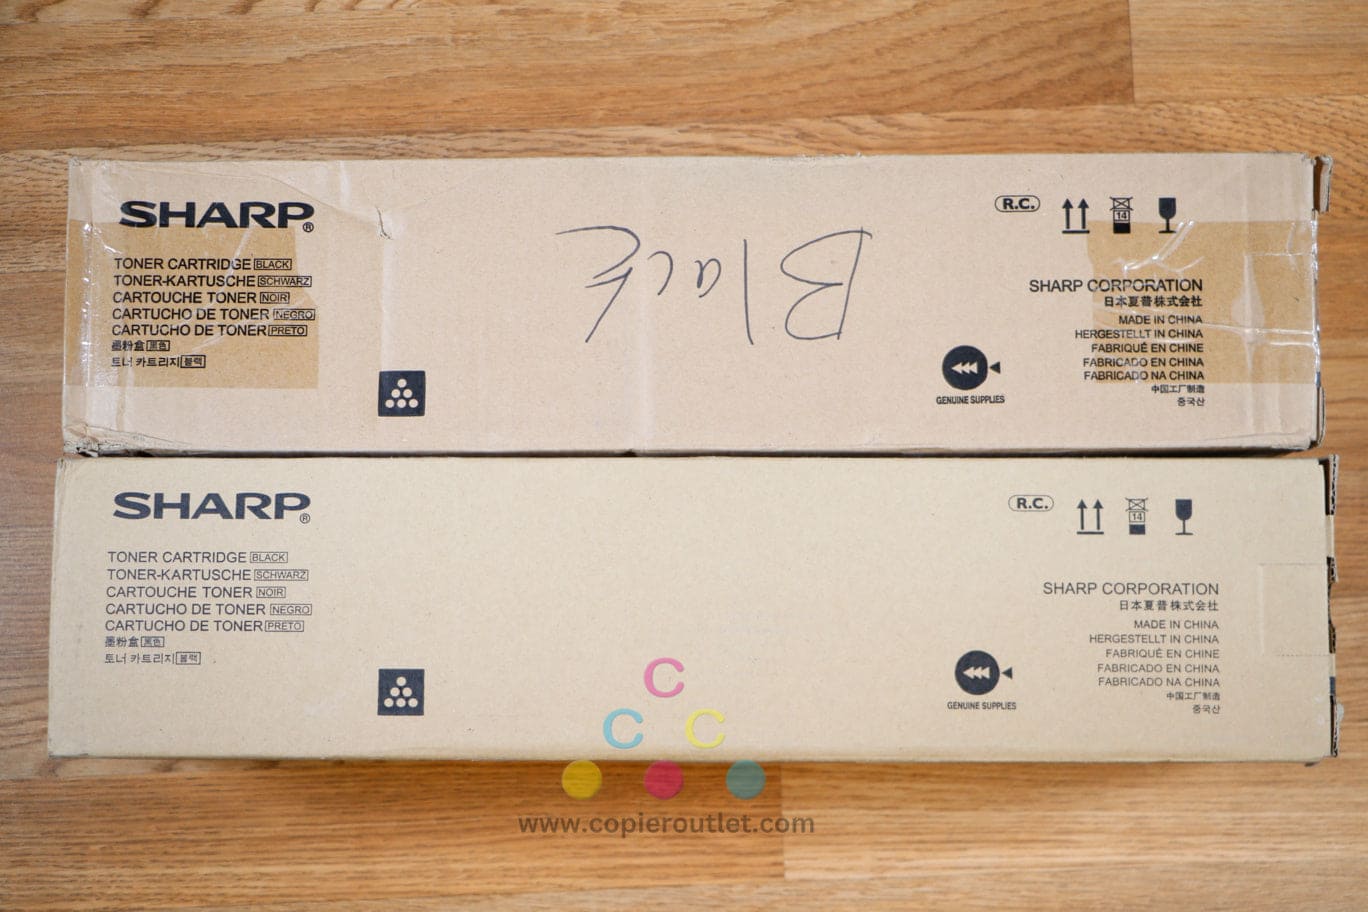 SHARP®
TONER CARTRIDGE BLACK
TONER-KARTUSCHE SCHWARZ
CARTOUCHE TONER NOIR
CARTUCHO DE TONER NEGRO
CARTUCHO DE TONER PRETO
墨粉盒 黑色
토너 카트리지 블랙
Black
R.C.
14
SHARP CORPORATION
日本夏普株式会社
MADE IN CHINA
HERGESTELLT IN CHINA
FABRIQUÉ EN CHINE
FABRICADO EN CHINA
FABRICADO NA CHINA
中国工厂制造
중국산
GENUINE SUPPLIES
SHARP®
TONER CARTRIDGE BLACK
TONER-KARTUSCHE SCHWARZ
CARTOUCHE TONER NOIR
CARTUCHO DE TONER NEGRO
CARTUCHO DE TONER PRETO
墨粉盒 黑色
토너 카트리지 블랙
R.C.
14
SHARP CORPORATION
日本夏普株式会社
MADE IN CHINA
HERGESTELLT IN CHINA
FABRIQUÉ EN CHINE
FABRICADO EN CHINA
FABRICADO NA CHINA
中国工厂制造
중국산
GENUINE SUPPLIES
C
C C
www.copieroutlet.com